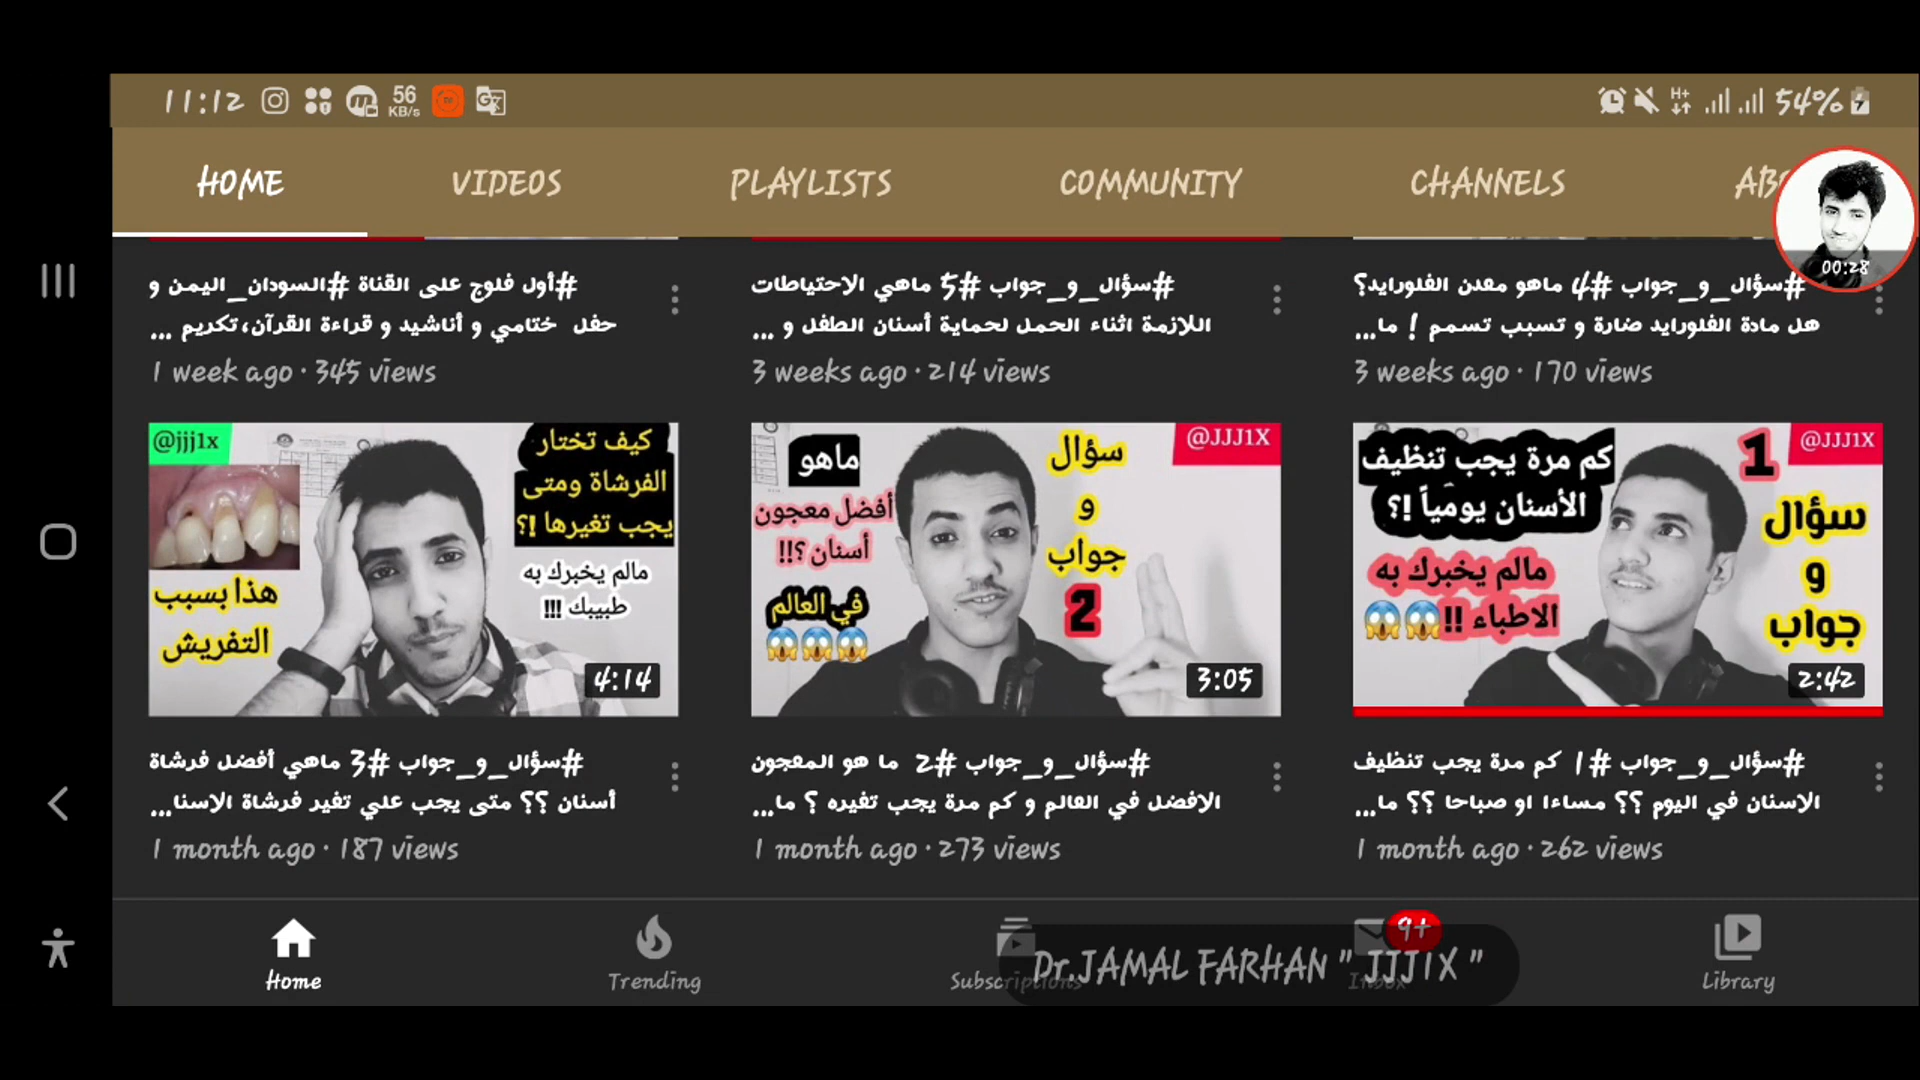 11:12
56
KB/s
H+
54%
HOME
VIDEOS
PLAYLISTS
COMMUNITY
CHANNELS
00:28
#أول فلوج على القناة #السودان_اليمن و
حفل ختامي و أناشيد و قراءة القرآن،تكريم ...
1 week ago · 345 views
#سؤال_و_جواب #5 ماهي الاحتياطات
اللازمة اثناء الحمل لحماية أسنان الطفل و ...
3 weeks ago · 214 views
#سؤال_و_جواب #4 ماهو معدن الفلورايد؟
هل مادة الفلورايد ضارة و تسبب تسمم ! ما...
3 weeks ago · 170 views
@jjj1x
كيف تختار
الفرشاة ومتى
يجب تغيرها !؟
مالم يخبرك به
طبيبك !!!
هذا بسبب
التفريش
4:14
#سؤال_و_جواب #3 ماهي أفضل فرشاة
أسنان ؟؟ متى يجب علي تغير فرشاة الاسنا...
1 month ago · 187 views
@JJJ1X
ماهو
أفضل معجون
أسنان ؟!!
في العالم
سؤال
و
جواب
2
3:05
#سؤال_و_جواب #2 ما هو المعجون
الافضل في العالم و كم مرة يجب تغيره ؟ ما...
1 month ago · 273 views
@JJJ1X
1
كم مرة يجب تنظيف
الأسنان يومياً !؟
مالم يخبرك به
الاطباء !!
سؤال
و
جواب
2:42
#سؤال_و_جواب #1 كم مرة يجب تنظيف
الاسنان في اليوم ؟؟ مساءا او صباحا ؟؟ ما...
1 month ago · 262 views
Home
Trending
Subscriptions
9+
Inbox
Library
Dr.JAMAL FARHAN " JJJ1X "